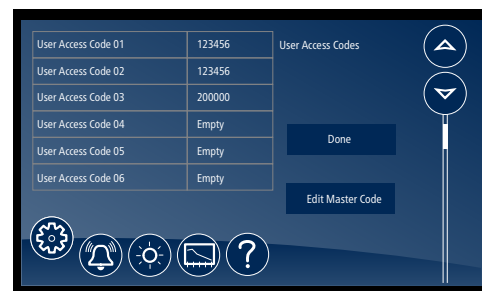 User Access Code 01 123456 User Access Codes
User Access Code 02 123456
User Access Code 03 200000
User Access Code 04 Empty
User Access Code 05 Empty
User Access Code 06 Empty
Done
Edit Master Code
?